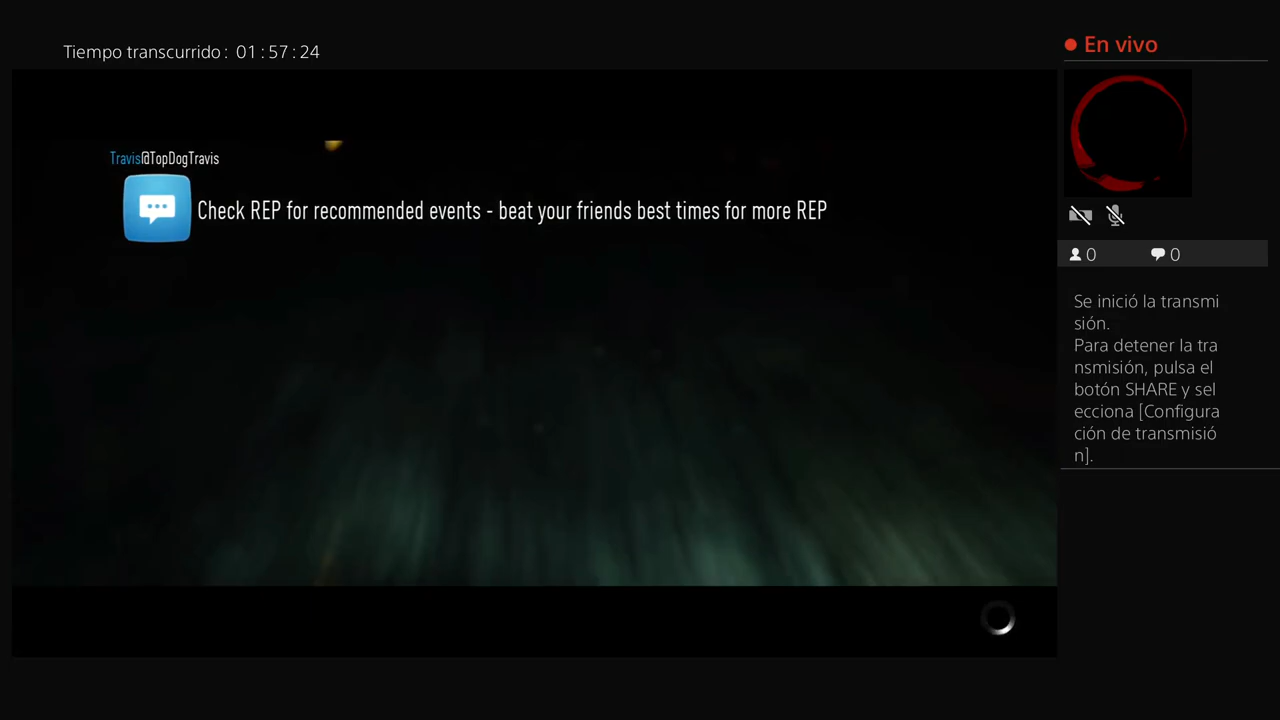 Tiempo transcurrido: 01:57:24
En vivo
Travis@TopDogTravis
Check REP for recommended events - beat your friends best times for more REP
0
0
Se inició la transmi
sión.
Para detener la tra
nsmisión, pulsa el
botón SHARE y sel
ecciona [Configura
ción de transmisió
n].